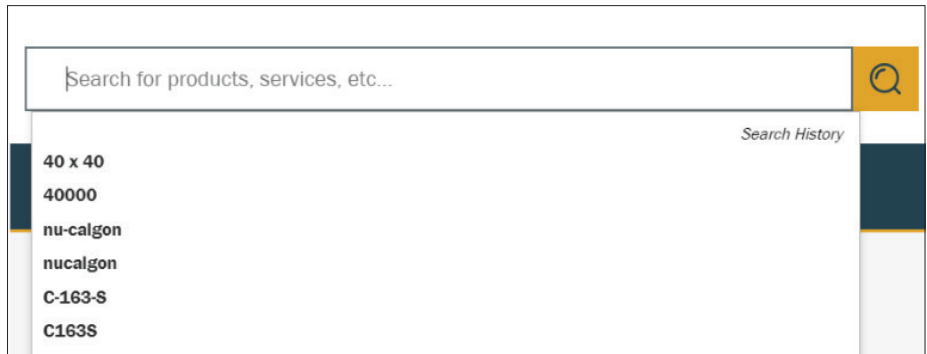 Search for products, services, etc...
Search History
40 x 40
40000
nu-calgon
nucalgon
C-163-S
C163S